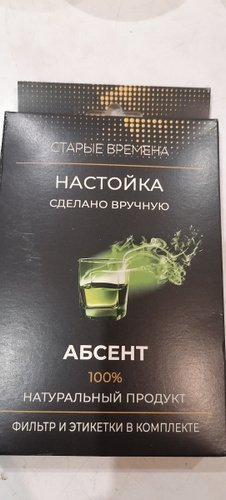 СТАРЫЕ ВРЕМЕНА
НАСТОЙКА
СДЕЛАНО ВРУЧНУЮ
АБСЕНТ
100%
НАТУРАЛЬНЫЙ ПРОДУКТ
ФИЛЬТР И ЭТИКЕТКИ В КОМПЛЕКТЕ